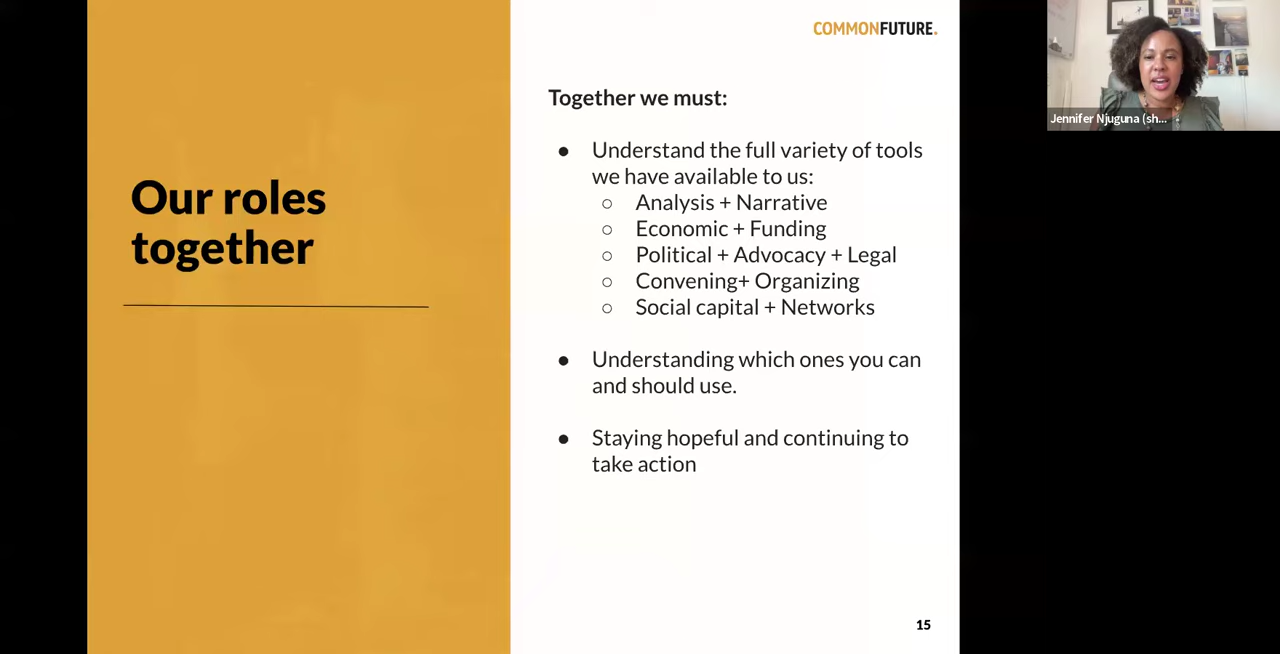 COMMONFUTURE.
Our roles
together
Together we must:
● Understand the full variety of tools
we have available to us:
○ Analysis + Narrative
○ Economic + Funding
○ Political + Advocacy + Legal
○ Convening+ Organizing
○ Social capital + Networks
● Understanding which ones you can
and should use.
● Staying hopeful and continuing to
take action
15
Jennifer Njuguna (sh...